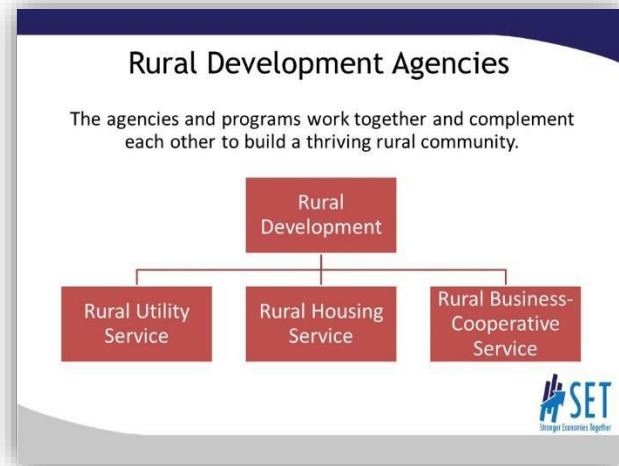 Rural Development Agencies
The agencies and programs work together and complement
each other to build a thriving rural community.
Rural
Development
Rural Utility
Service
Rural Housing
Service
Rural Business-
Cooperative
Service
SET
Stronger Economies Together